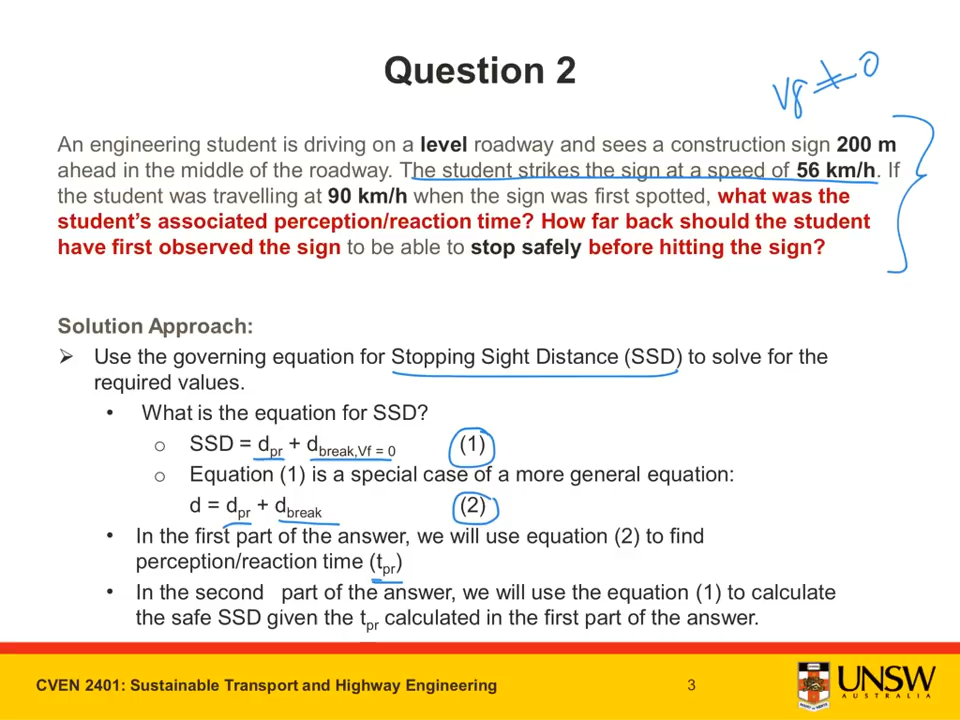 Question 2
Vf ≠ 0
An engineering student is driving on a level roadway and sees a construction sign 200 m
ahead in the middle of the roadway. The student strikes the sign at a speed of 56 km/h. If
the student was travelling at 90 km/h when the sign was first spotted, what was the
student's associated perception/reaction time? How far back should the student
have first observed the sign to be able to stop safely before hitting the sign?
Solution Approach:
➢ Use the governing equation for Stopping Sight Distance (SSD) to solve for the
required values.
• What is the equation for SSD?
o SSD = dpr + dbreak,Vf = 0 (1)
o Equation (1) is a special case of a more general equation:
d = dpr + dbreak (2)
• In the first part of the answer, we will use equation (2) to find
perception/reaction time (tpr)
• In the second part of the answer, we will use the equation (1) to calculate
the safe SSD given the tpr calculated in the first part of the answer.
CVEN 2401: Sustainable Transport and Highway Engineering
3
UNSW
AUSTRALIA